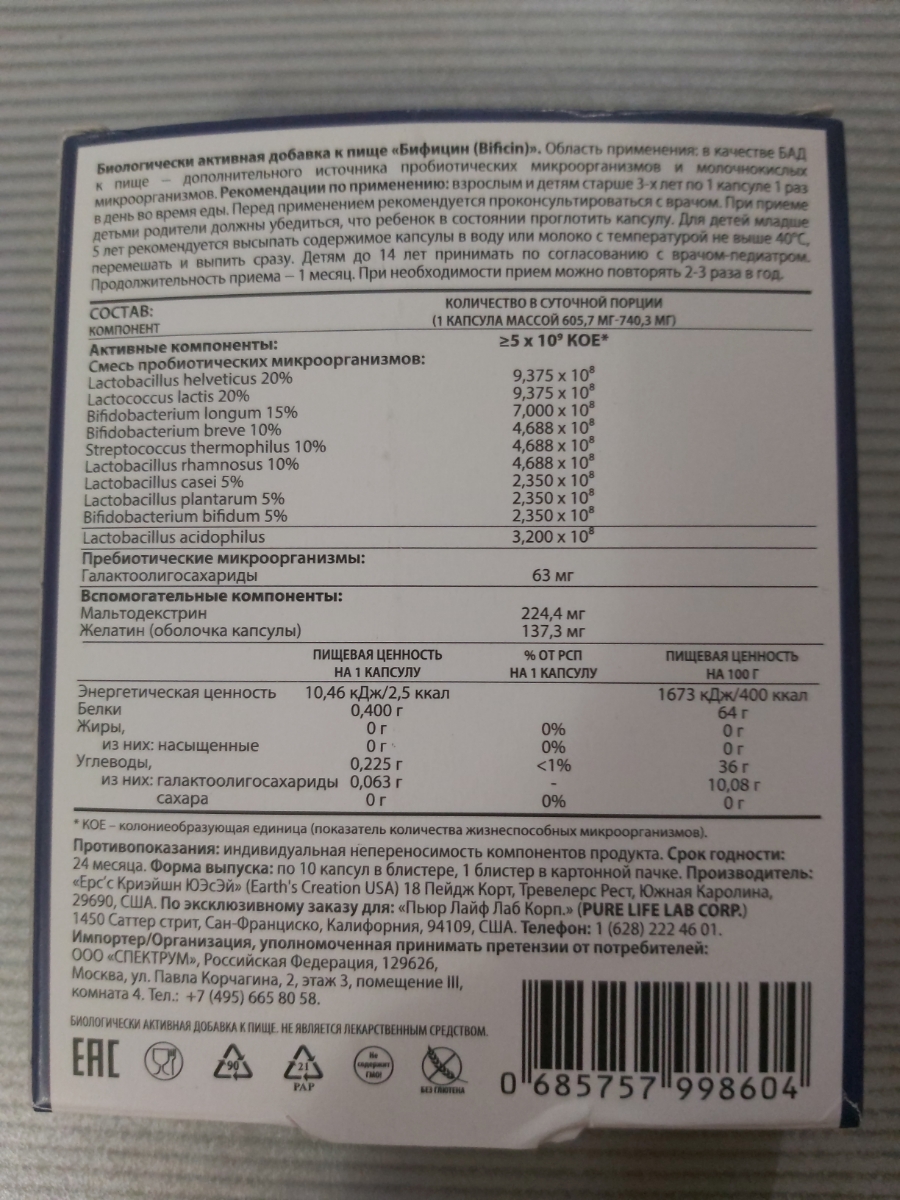 Биологически активная добавка к пище «Бифицин (Bificin)». Область применения: в качестве БАД
к пище – дополнительного источника пробиотических микроорганизмов и молочнокислых
микроорганизмов. Рекомендации по применению: взрослым и детям старше 3-х лет по 1 капсуле 1 раз
в день во время еды. Перед применением рекомендуется проконсультироваться с врачом. При приеме
детьми родители должны убедиться, что ребенок в состоянии проглотить капсулу. Для детей младше
5 лет рекомендуется высыпать содержимое капсулы в воду или молоко с температурой не выше 40°С,
перемешать и выпить сразу. Детям до 14 лет принимать по согласованию с врачом-педиатром.
Продолжительность приема – 1 месяц. При необходимости прием можно повторять 2-3 раза в год.
СОСТАВ: КОЛИЧЕСТВО В СУТОЧНОЙ ПОРЦИИ
КОМПОНЕНТ (1 КАПСУЛА МАССОЙ 605,7 МГ-740,3 МГ)
Активные компоненты: ≥5 х 10⁹ КОЕ*
Смесь пробиотических микроорганизмов:
Lactobacillus helveticus 20% 9,375 x 10⁸
Lactococcus lactis 20% 9,375 x 10⁸
Bifidobacterium longum 15% 7,000 x 10⁸
Bifidobacterium breve 10% 4,688 x 10⁸
Streptococcus thermophilus 10% 4,688 x 10⁸
Lactobacillus rhamnosus 10% 4,688 x 10⁸
Lactobacillus casei 5% 2,350 x 10⁸
Lactobacillus plantarum 5% 2,350 x 10⁸
Bifidobacterium bifidum 5% 2,350 x 10⁸
Lactobacillus acidophilus 3,200 x 10⁸
Пребиотические микроорганизмы:
Галактоолигосахариды 63 мг
Вспомогательные компоненты:
Мальтодекстрин 224,4 мг
Желатин (оболочка капсулы) 137,3 мг
ПИЩЕВАЯ ЦЕННОСТЬ % ОТ РСП ПИЩЕВАЯ ЦЕННОСТЬ
НА 1 КАПСУЛУ НА 1 КАПСУЛУ НА 100 Г
Энергетическая ценность 10,46 кДж/2,5 ккал 1673 кДж/400 ккал
Белки 0,400 г 64 г
Жиры, 0 г 0% 0 г
из них: насыщенные 0 г 0% 0 г
Углеводы, 0,225 г <1% 36 г
из них: галактоолигосахариды 0,063 г - 10,08 г
сахара 0 г 0% 0 г
* КОЕ – колониеобразующая единица (показатель количества жизнеспособных микроорганизмов).
Противопоказания: индивидуальная непереносимость компонентов продукта. Срок годности:
24 месяца. Форма выпуска: по 10 капсул в блистере, 1 блистер в картонной пачке. Производитель:
«Ерс'с Криэйшн ЮЭсЭй» (Earth's Creation USA) 18 Пейдж Корт, Тревелерс Рест, Южная Каролина,
29690, США. По эксклюзивному заказу для: «Пьюр Лайф Лаб Корп.» (PURE LIFE LAB CORP.)
1450 Саттер стрит, Сан-Франциско, Калифорния, 94109, США. Телефон: 1 (628) 222 46 01.
Импортер/Организация, уполномоченная принимать претензии от потребителей:
ООО «СПЕКТРУМ», Российская Федерация, 129626,
Москва, ул. Павла Корчагина, 2, этаж 3, помещение III,
комната 4. Тел.: +7 (495) 665 80 58.
БИОЛОГИЧЕСКИ АКТИВНАЯ ДОБАВКА К ПИЩЕ. НЕ ЯВЛЯЕТСЯ ЛЕКАРСТВЕННЫМ СРЕДСТВОМ.
ЕАС 90 21 Не содержит ГМО!
PAP БЕЗ ГЛЮТЕНА
0 685757 998604